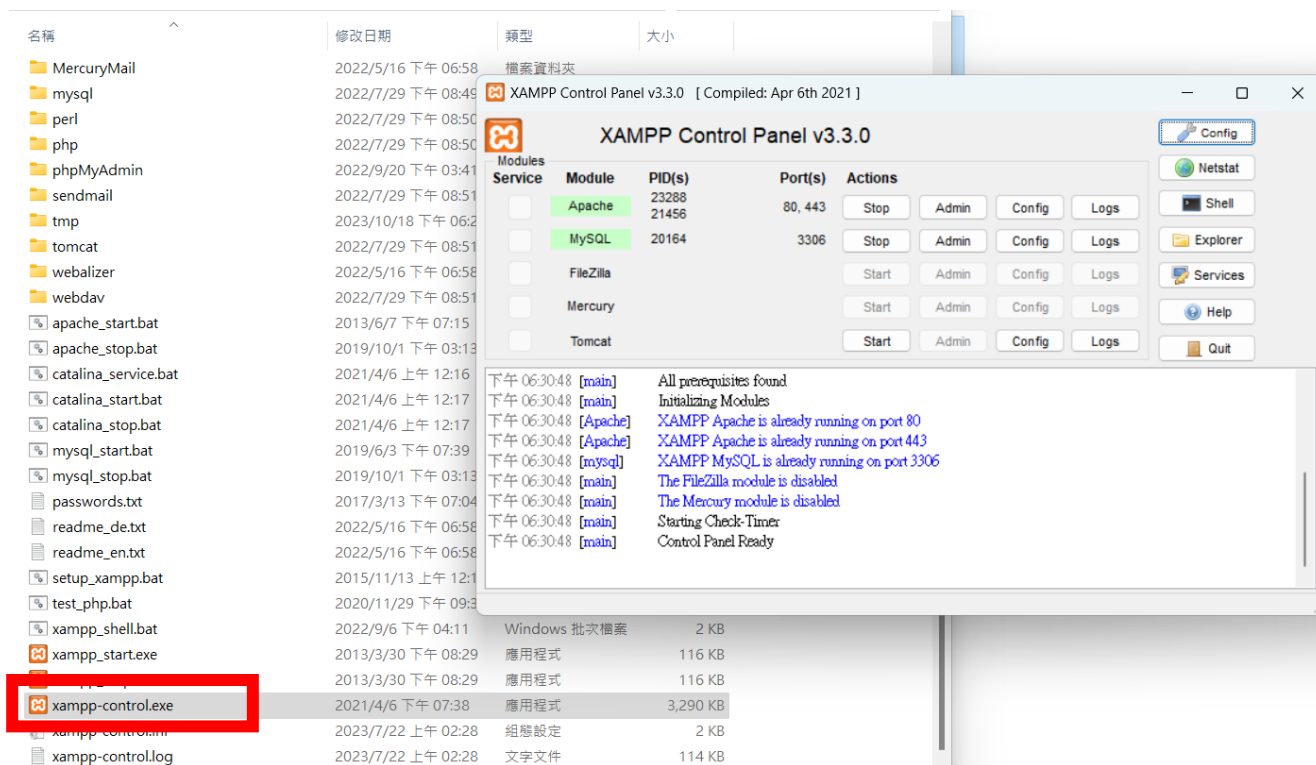 名稱 修改日期 類型 大小
MercuryMail 2022/5/16 下午 06:58 檔案資料夾
mysql 2022/7/29 下午 08:49
perl 2022/7/29 下午 08:50
php 2022/7/29 下午 08:50
phpMyAdmin 2022/9/20 下午 03:41
sendmail 2022/7/29 下午 08:51
tmp 2023/10/18 下午 06:2
tomcat 2022/7/29 下午 08:51
webalizer 2022/5/16 下午 06:58
webdav 2022/7/29 下午 08:51
apache_start.bat 2013/6/7 下午 07:15
apache_stop.bat 2019/10/1 下午 03:13
catalina_service.bat 2021/4/6 上午 12:16
catalina_start.bat 2021/4/6 上午 12:17
catalina_stop.bat 2021/4/6 上午 12:17
mysql_start.bat 2019/6/3 下午 07:39
mysql_stop.bat 2019/10/1 下午 03:13
passwords.txt 2017/3/13 下午 07:04
readme_de.txt 2022/5/16 下午 06:58
readme_en.txt 2022/5/16 下午 06:58
setup_xampp.bat 2015/11/13 上午 12:1
test_php.bat 2020/11/29 下午 09:3
xampp_shell.bat 2022/9/6 下午 04:11 Windows 批次檔案 2 KB
xampp_start.exe 2013/3/30 下午 08:29 應用程式 116 KB
2013/3/30 下午 08:29 應用程式 116 KB
xampp-control.exe 2021/4/6 下午 07:38 應用程式 3,290 KB
xampp-control.ini 2023/7/22 上午 02:28 組態設定 2 KB
xampp-control.log 2023/7/22 上午 02:28 文字文件 114 KB
XAMPP Control Panel v3.3.0 [ Compiled: Apr 6th 2021 ]
XAMPP Control Panel v3.3.0
Config
Netstat
Shell
Explorer
Services
Help
Quit
Modules
Service Module PID(s) Port(s) Actions
Apache 23288 21456 80, 443 Stop Admin Config Logs
MySQL 20164 3306 Stop Admin Config Logs
FileZilla Start Admin Config Logs
Mercury Start Admin Config Logs
Tomcat Start Admin Config Logs
下午 06:30:48 [main] All prerequisites found
下午 06:30:48 [main] Initializing Modules
下午 06:30:48 [Apache] XAMPP Apache is already running on port 80
下午 06:30:48 [Apache] XAMPP Apache is already running on port 443
下午 06:30:48 [mysql] XAMPP MySQL is already running on port 3306
下午 06:30:48 [main] The FileZilla module is disabled
下午 06:30:48 [main] The Mercury module is disabled
下午 06:30:48 [main] Starting Check-Timer
下午 06:30:48 [main] Control Panel Ready